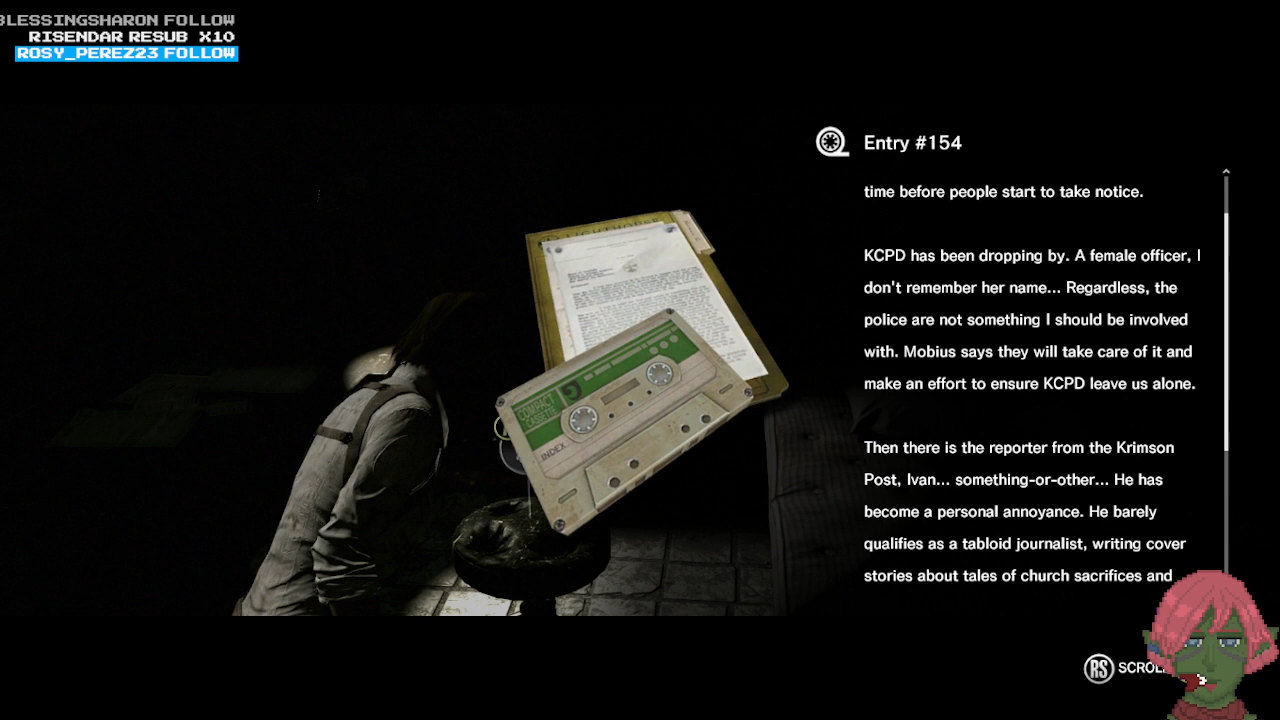 BLESSINGSHARON FOLLOW
RISENDAR RESUB X10
ROSY_PEREZ23 FOLLOW
Entry #154
time before people start to take notice.
KCPD has been dropping by. A female officer, I
don't remember her name... Regardless, the
police are not something I should be involved
with. Mobius says they will take care of it and
make an effort to ensure KCPD leave us alone.
Then there is the reporter from the Krimson
Post, Ivan... something-or-other... He has
become a personal annoyance. He barely
qualifies as a tabloid journalist, writing cover
stories about tales of church sacrifices and
COMPACT
CASSETTE
INDEX
RS